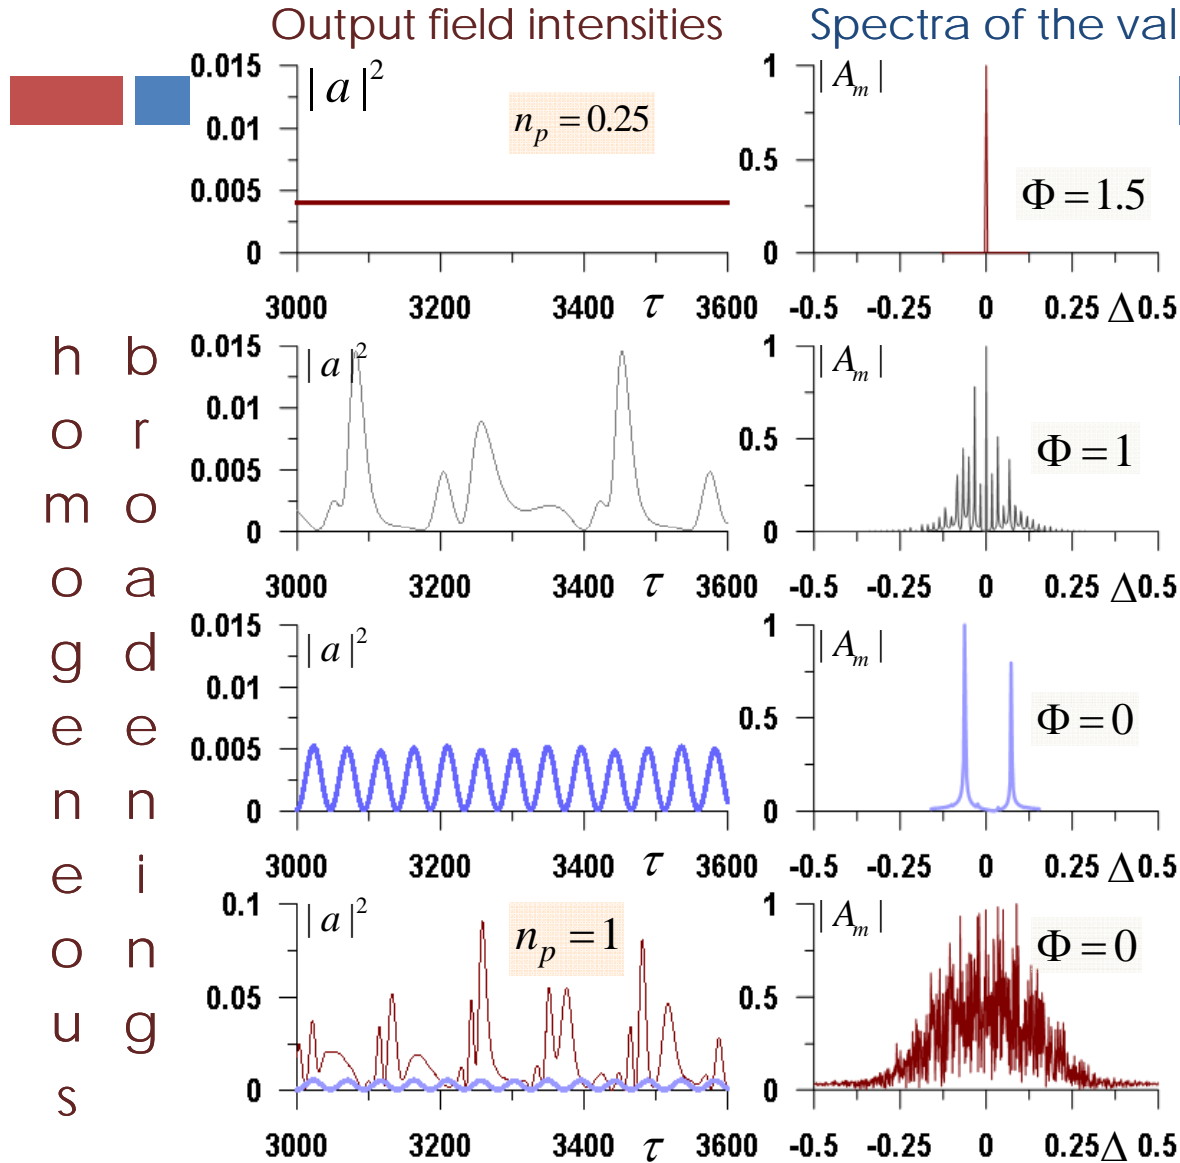 Output field intensities
Spectra of the val
0.015
0.01
0.005
0
|a|²
n_p = 0.25
3000 3200 3400 τ 3600
1
0.5
0
|A_m|
Φ = 1.5
-0.5 -0.25 0 0.25 Δ 0.5
homogeneous
broadening
0.015
0.01
0.005
0
|a|²
3000 3200 3400 τ 3600
1
0.5
0
|A_m|
Φ = 1
-0.5 -0.25 0 0.25 Δ 0.5
0.015
0.01
0.005
0
|a|²
3000 3200 3400 τ 3600
1
0.5
0
|A_m|
Φ = 0
-0.5 -0.25 0 0.25 Δ 0.5
0.1
0.05
0
|a|²
n_p = 1
3000 3200 3400 τ 3600
1
0.5
0
|A_m|
Φ = 0
-0.5 -0.25 0 0.25 Δ 0.5